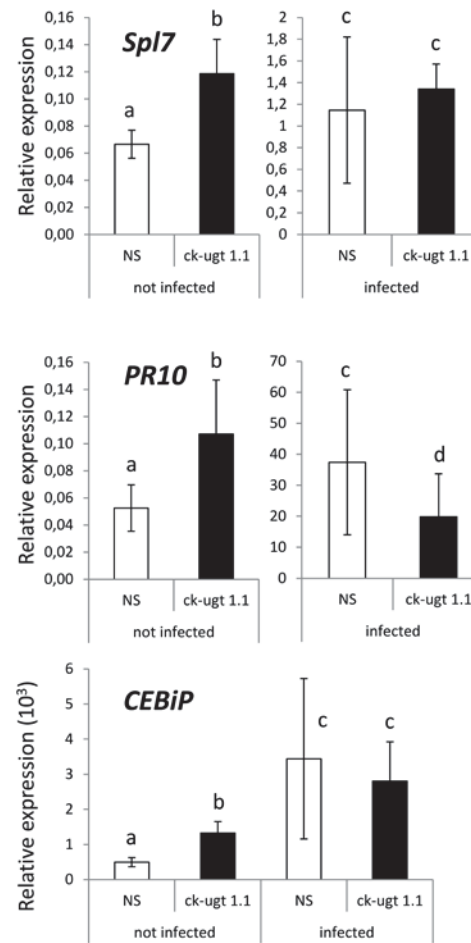 Spl7
Relative expression
0,16
0,14
0,12
0,10
0,08
0,06
0,04
0,02
0,00
a
b
NS
ck-ugt 1.1
not infected
2
1,8
1,6
1,4
1,2
1
0,8
0,6
0,4
0,2
0
c
c
NS
ck-ugt 1.1
infected
PR10
Relative expression
0,16
0,14
0,12
0,10
0,08
0,06
0,04
0,02
0,00
a
b
NS
ck-ugt 1.1
not infected
70
60
50
40
30
20
10
0
c
d
NS
ck-ugt 1.1
infected
CEBiP
Relative expression (10³)
6
5
4
3
2
1
0
a
b
c
c
NS
ck-ugt 1.1
NS
ck-ugt 1.1
not infected
infected